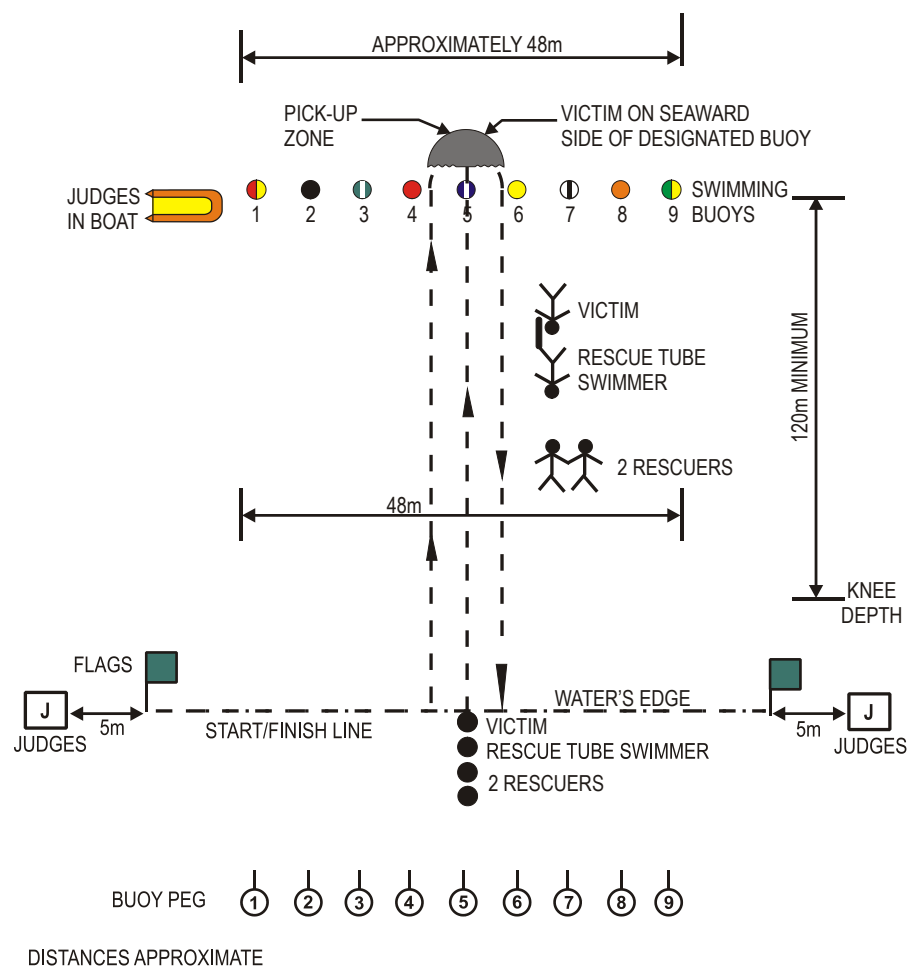 APPROXIMATELY 48m
PICK-UP
ZONE
VICTIM ON SEAWARD
SIDE OF DESIGNATED BUOY
JUDGES
IN BOAT
1 2 3 4 5 6 7 8 9
SWIMMING
BUOYS
VICTIM
RESCUE TUBE
SWIMMER
120m MINIMUM
2 RESCUERS
48m
KNEE
DEPTH
FLAGS
J
JUDGES
5m
START/FINISH LINE
WATER'S EDGE
5m
J
JUDGES
VICTIM
RESCUE TUBE SWIMMER
2 RESCUERS
BUOY PEG
1 2 3 4 5 6 7 8 9
DISTANCES APPROXIMATE